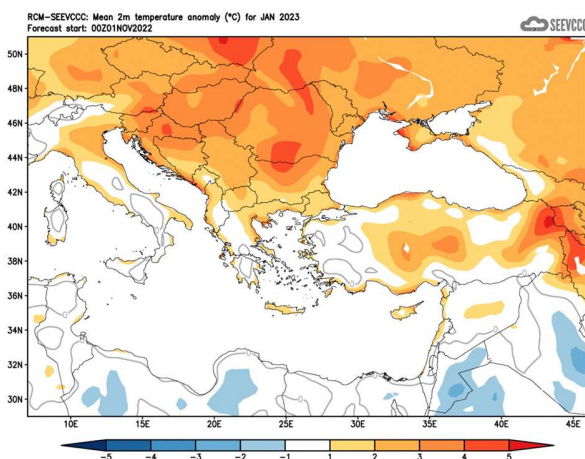 RCM-SEEVCCC: Mean 2m temperature anomaly (°C) for JAN 2023
Forecast start: 00Z01NOV2022
SEEVCCC
50N
48N
46N
44N
42N
40N
38N
36N
34N
32N
30N
10E 15E 20E 25E 30E 35E 40E 45E
-5 -4 -3 -2 -1 1 2 3 4 5